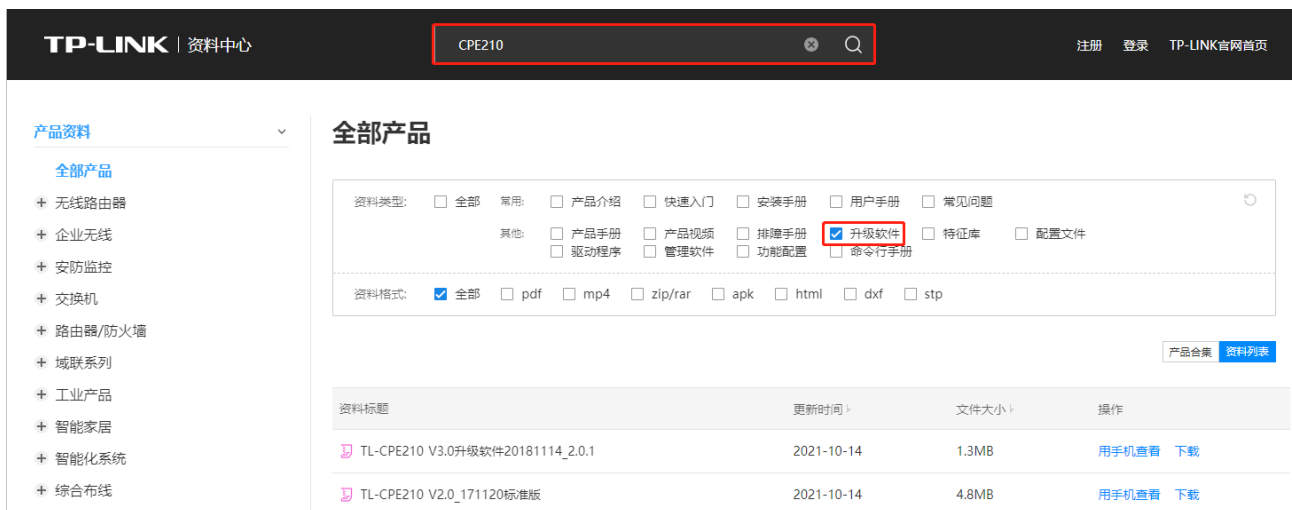 TP-LINK | 资料中心
CPE210
注册 登录 TP-LINK官网首页
产品资料
全部产品
无线路由器
企业无线
安防监控
交换机
路由器/防火墙
域联系列
工业产品
智能家居
智能化系统
综合布线
全部产品
资料类型: 全部 常用: 产品介绍 快速入门 安装手册 用户手册 常见问题
其他: 产品手册 产品视频 排障手册 升级软件 特征库 配置文件
驱动程序 管理软件 功能配置 命令行手册
资料格式: 全部 pdf mp4 zip/rar apk html dxf stp
产品合集 资料列表
资料标题 更新时间 文件大小 操作
TL-CPE210 V3.0升级软件20181114_2.0.1 2021-10-14 1.3MB 用手机查看 下载
TL-CPE210 V2.0_171120标准版 2021-10-14 4.8MB 用手机查看 下载